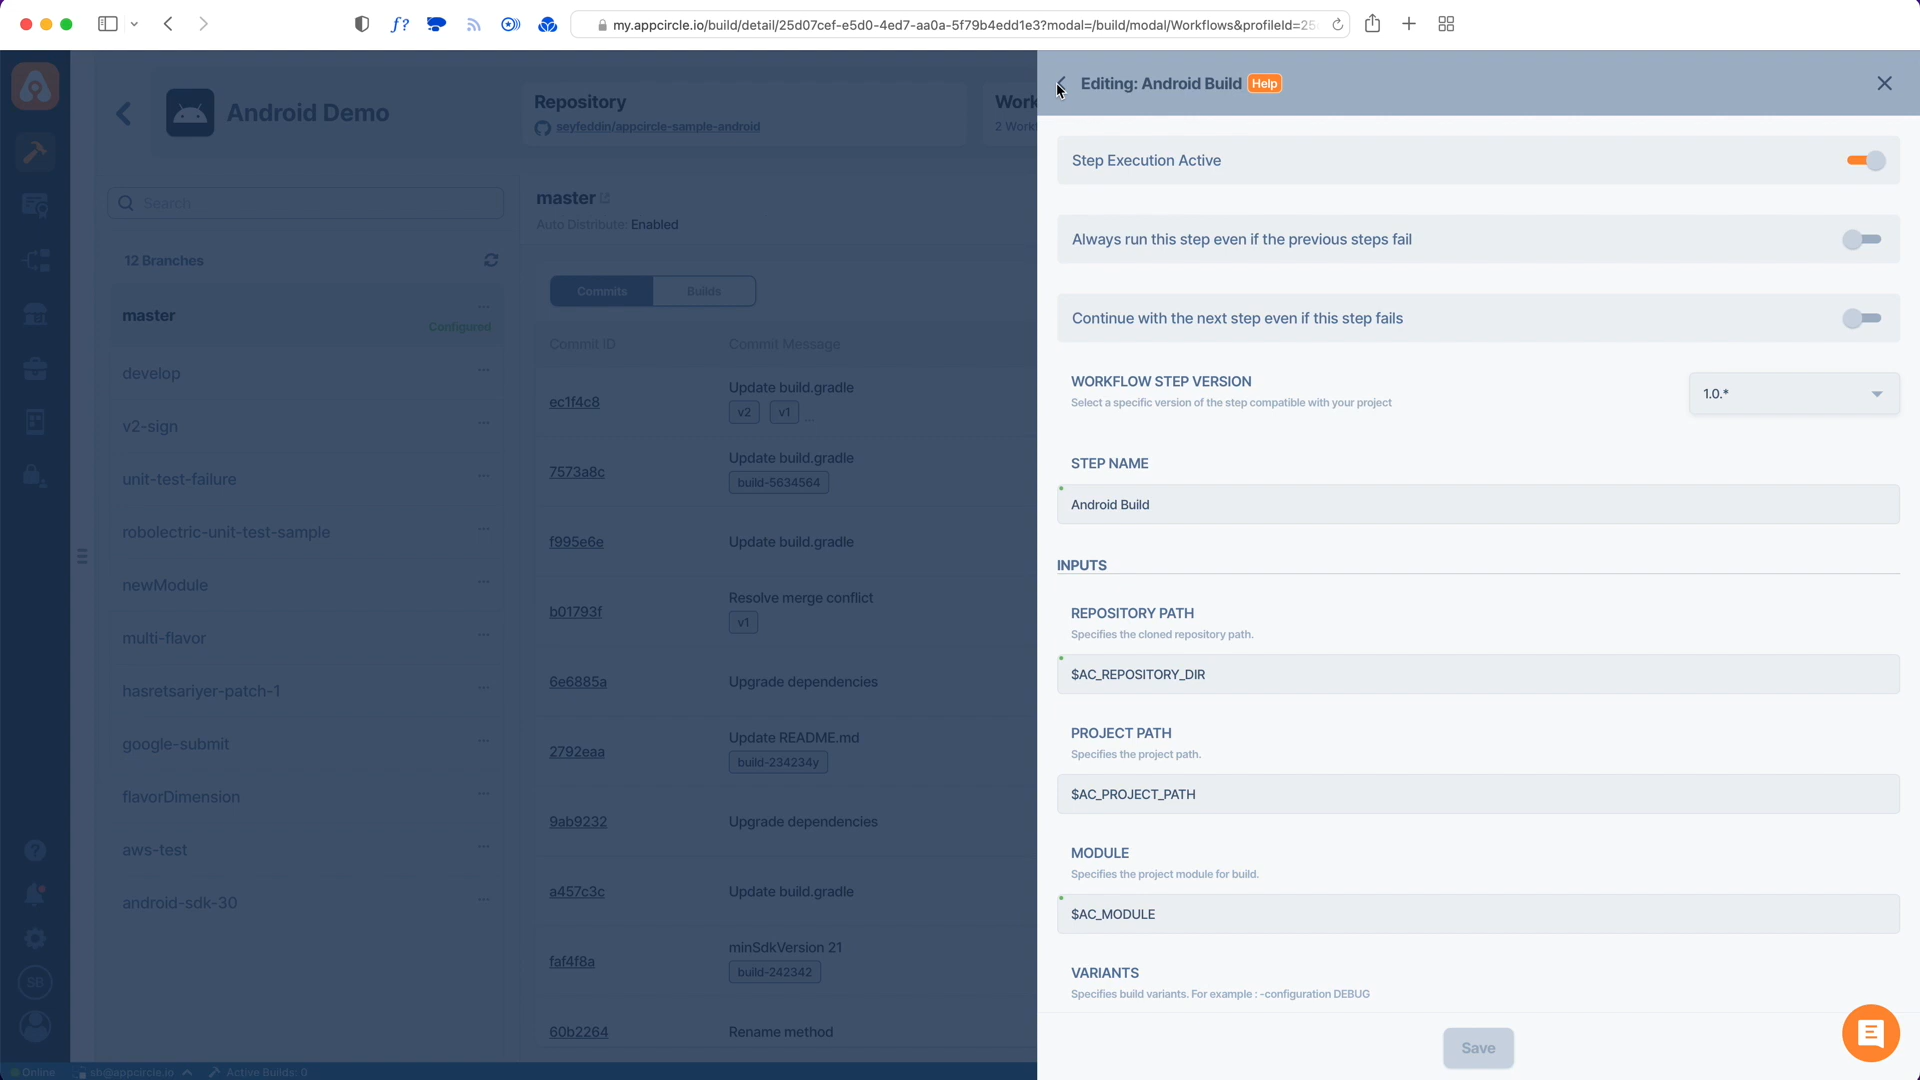 my.appcircle.io/build/detail/25d07cef-e5d0-4ed7-aa0a-5f79b4edd1e3?modal=/build/modal/Workflows&profileId=25
Android Demo
Repository
seyfeddin/appcircle-sample-android
Work
2 Work
Editing: Android Build Help
Search
12 Branches
master
Configured
develop
v2-sign
unit-test-failure
robolectric-unit-test-sample
newModule
multi-flavor
hasretsariyer-patch-1
google-submit
flavorDimension
aws-test
android-sdk-30
master
Auto Distribute: Enabled
Commits Builds
Commit ID Commit Message
ec1f4c8 Update build.gradle
v2 v1 ...
7573a8c Update build.gradle
build-5634564
f995e6e Update build.gradle
b01793f Resolve merge conflict
v1
6e6885a Upgrade dependencies
2792eaa Update README.md
build-234234y
9ab9232 Upgrade dependencies
a457c3c Update build.gradle
faf4f8a minSdkVersion 21
build-242342
60b2264 Rename method
Step Execution Active
Always run this step even if the previous steps fail
Continue with the next step even if this step fails
WORKFLOW STEP VERSION
Select a specific version of the step compatible with your project
1.0.*
STEP NAME
Android Build
INPUTS
REPOSITORY PATH
Specifies the cloned repository path.
$AC_REPOSITORY_DIR
PROJECT PATH
Specifies the project path.
$AC_PROJECT_PATH
MODULE
Specifies the project module for build.
$AC_MODULE
VARIANTS
Specifies build variants. For example : -configuration DEBUG
Save
SB
Online sb@appcircle.io Active Builds: 0